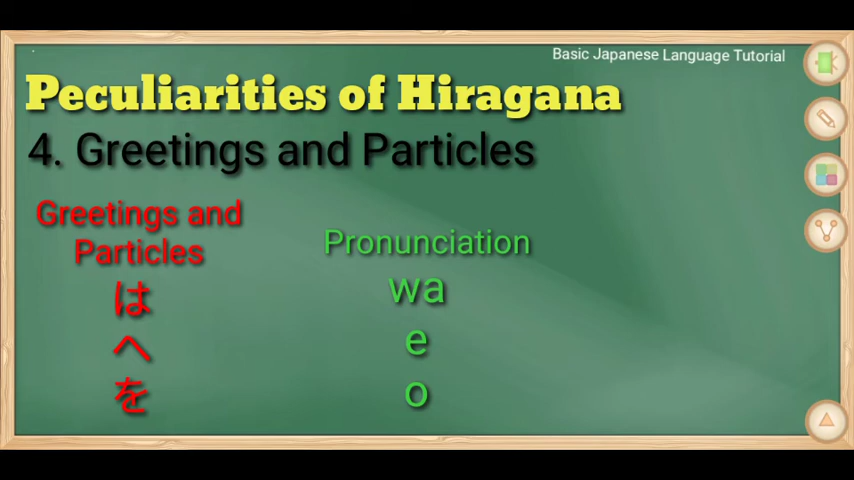 Basic Japanese Language Tutorial
Peculiarities of Hiragana
4. Greetings and Particles
Greetings and
Particles
Pronunciation
は
wa
へ
e
を
o